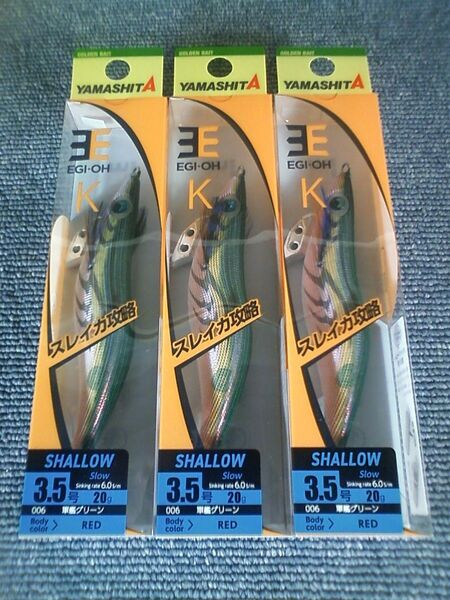 GOLDEN BAIT
YAMASHITA
EGI-OH
K
スレイカ攻略
SHALLOW
Slow
3.5号
Sinking rate 6.0s/m
20g
006 軍艦グリーン
Body color > RED
GOLDEN BAIT
YAMASHITA
EGI-OH
K
スレイカ攻略
SHALLOW
Slow
3.5号
Sinking rate 6.0s/m
20g
006 軍艦グリーン
Body color > RED
GOLDEN BAIT
YAMASHITA
EGI-OH
K
スレイカ攻略
SHALLOW
Slow
3.5号
Sinking rate 6.0s/m
20g
006 軍艦グリーン
Body color > RED